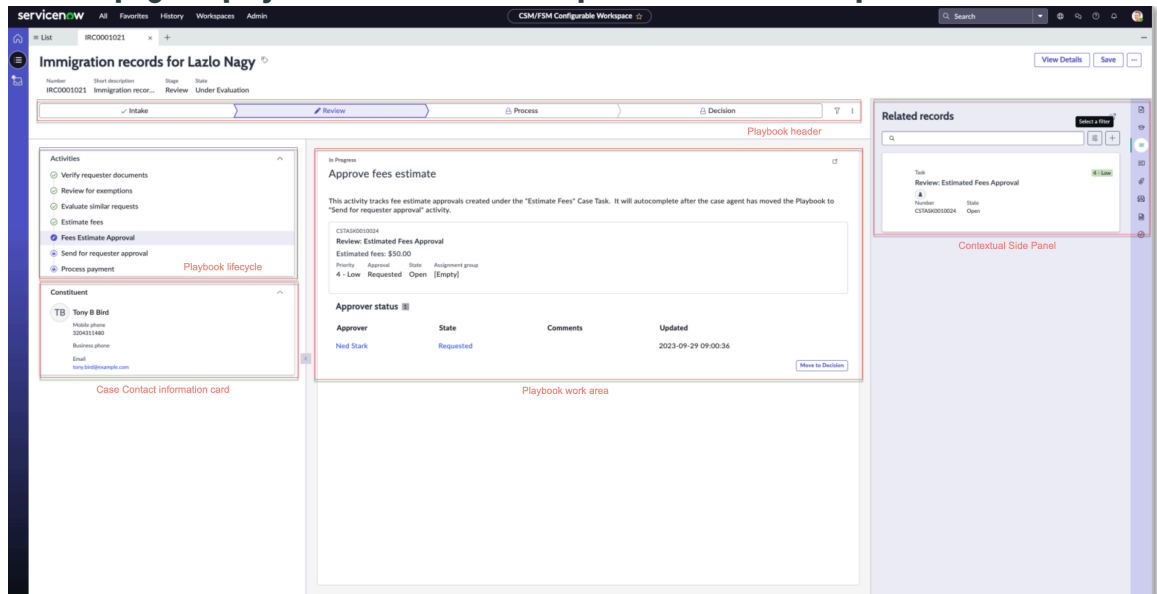 servicenow All Favorites History Workspaces Admin CSM/FSM Configurable Workspace Search
List IRC0001021 × +
Immigration records for Lazlo Nagy
View Details Save
Number Short description Stage State
IRC0001021 Immigration recor... Review Under Evaluation
Intake Review Process Decision
Playbook header
Related records
Select a filter
Activities
Verify requester documents
Review for exemptions
Evaluate similar requests
Estimate fees
Fees Estimate Approval
Send for requester approval
Process payment
Playbook lifecycle
Constituent
TB Tony B Bird
Mobile phone
3204311480
Business phone
Email
tony.bird@example.com
Case Contact information card
In Progress
Approve fees estimate
This activity tracks fee estimate approvals created under the "Estimate Fees" Case Task. It will autocomplete after the case agent has moved the Playbook to
"Send for requester approval" activity.
CSTASK0010024
Review: Estimated Fees Approval
Estimated fees: $50.00
Priority Approval State Assignment group
4 - Low Requested Open [Empty]
Approver status 1
Approver State Comments Updated
Ned Stark Requested 2023-09-29 09:00:36
Move to Decision
Playbook work area
Task 4 - Low
Review: Estimated Fees Approval
Number State
CSTASK0010024 Open
Contextual Side Panel